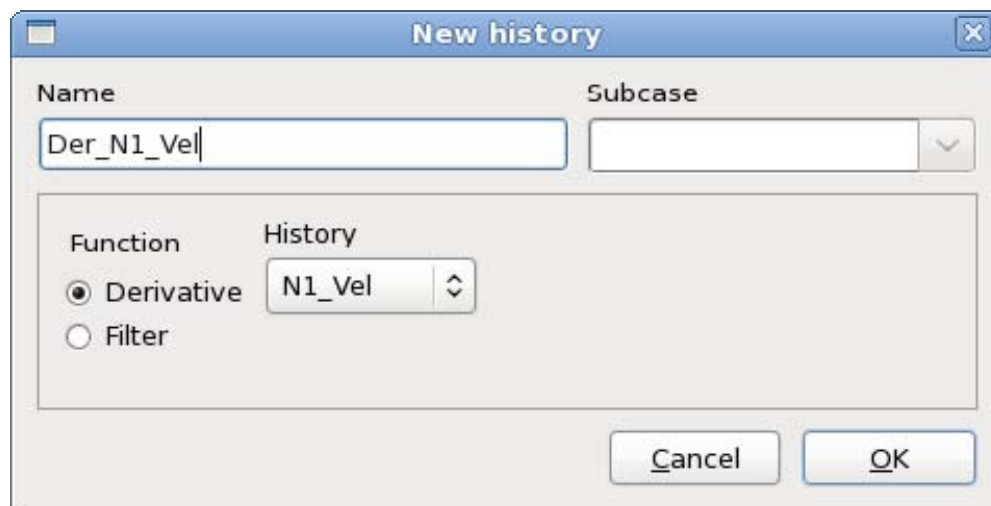 New history
Name
Subcase
Der_N1_Vel
Function
History
Derivative
N1_Vel
Filter
Cancel
OK